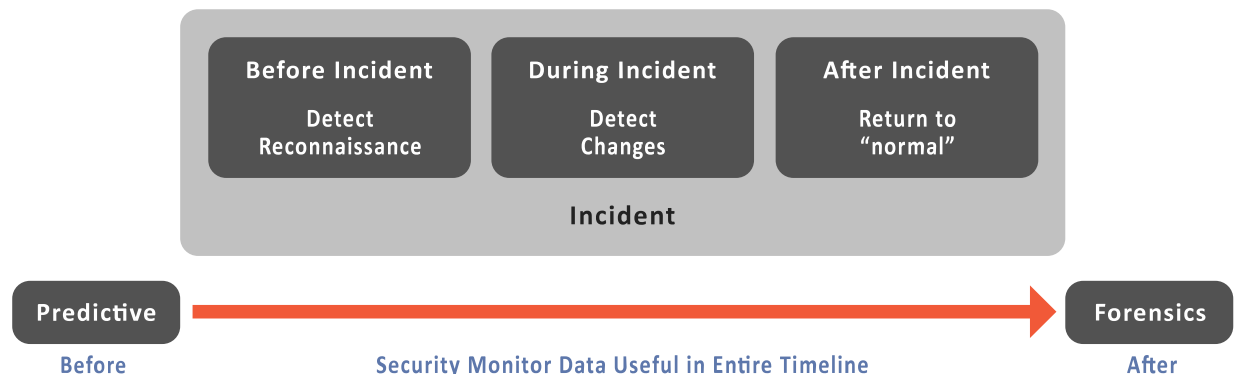 Before Incident
Detect
Reconnaissance
During Incident
Detect
Changes
After Incident
Return to
“normal”
Incident
Predictive
Forensics
Before
Security Monitor Data Useful in Entire Timeline
After